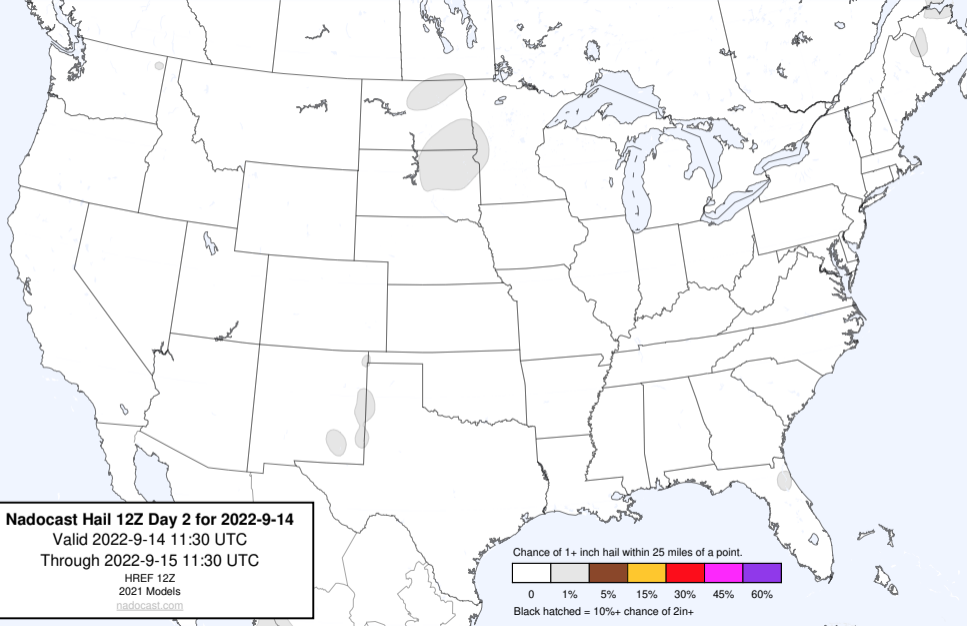 Nadocast Hail 12Z Day 2 for 2022-9-14
Valid 2022-9-14 11:30 UTC
Through 2022-9-15 11:30 UTC
HREF 12Z
2021 Models
nadocast.com
Chance of 1+ inch hail within 25 miles of a point.
0 1% 5% 15% 30% 45% 60%
Black hatched = 10%+ chance of 2in+